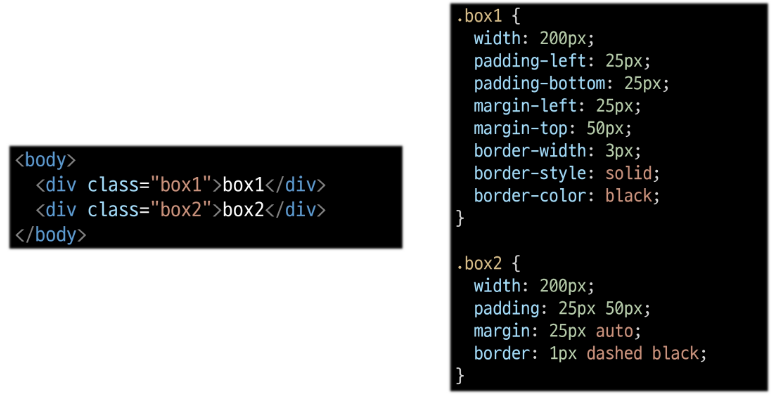 <body>
  <div class="box1">box1</div>
  <div class="box2">box2</div>
</body>
.box1 {
  width: 200px;
  padding-left: 25px;
  padding-bottom: 25px;
  margin-left: 25px;
  margin-top: 50px;
  border-width: 3px;
  border-style: solid;
  border-color: black;
}
.box2 {
  width: 200px;
  padding: 25px 50px;
  margin: 25px auto;
  border: 1px dashed black;
}